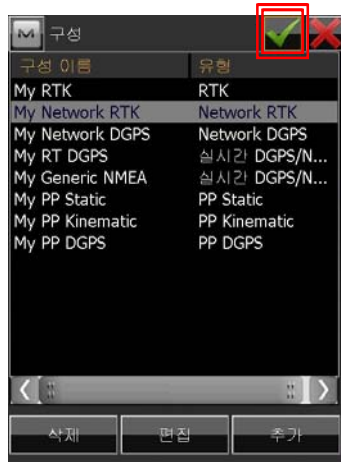 구성
구성 이름 유형
My RTK RTK
My Network RTK Network RTK
My Network DGPS Network DGPS
My RT DGPS 실시간 DGPS/N...
My Generic NMEA 실시간 DGPS/N...
My PP Static PP Static
My PP Kinematic PP Kinematic
My PP DGPS PP DGPS
삭제 편집 추가